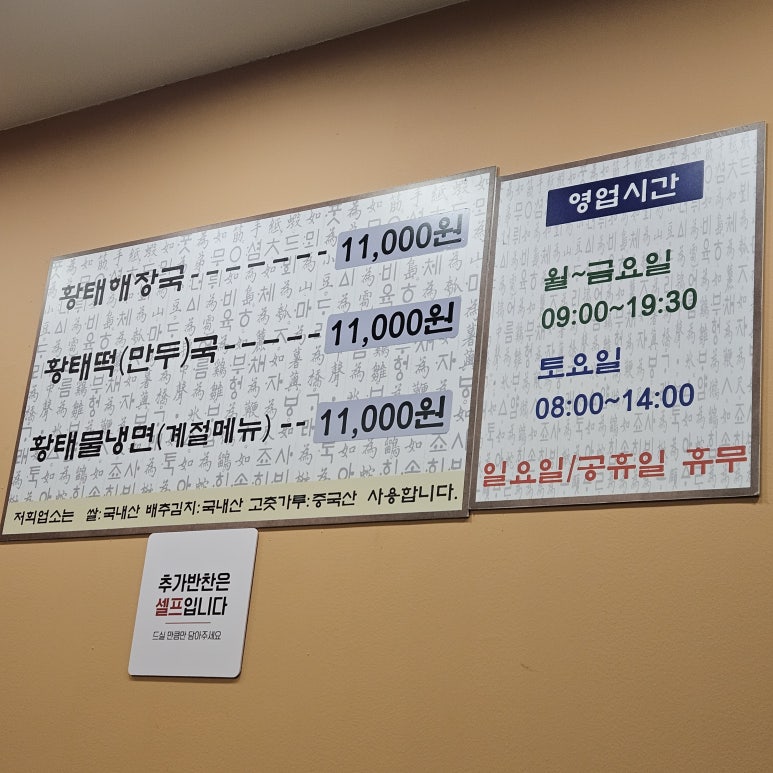 황태해장국 - - - - - - - 11,000원
황태떡(만두)국 - - - - - 11,000원
황태물냉면(계절메뉴) - - 11,000원
저희업소는 쌀:국내산 배추김치:국내산 고춧가루:중국산 사용합니다.
영업시간
월~금요일
09:00~19:30
토요일
08:00~14:00
일요일/공휴일 휴무
추가반찬은
셀프입니다
드실 만큼만 담아주세요